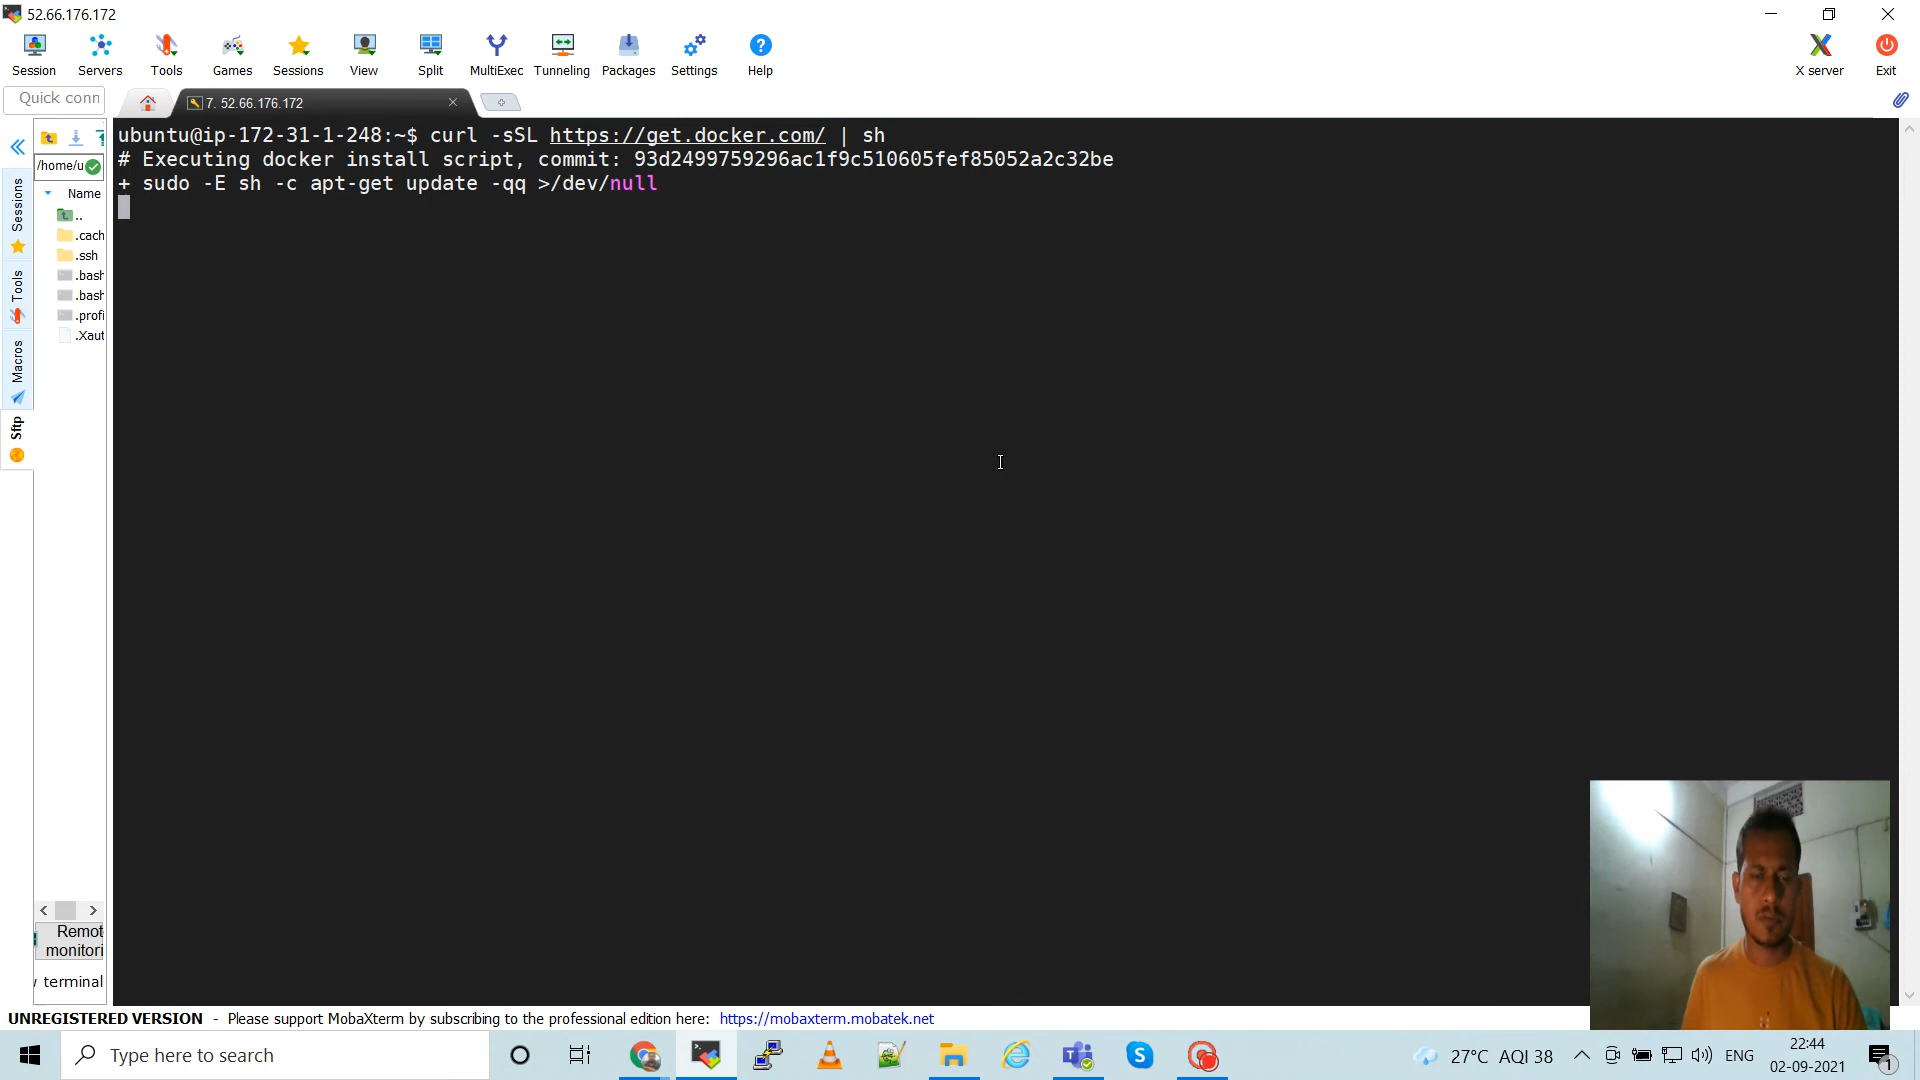 52.66.176.172
Session Servers Tools Games Sessions View Split MultiExec Tunneling Packages Settings Help X server Exit
Quick conn
7. 52.66.176.172
ubuntu@ip-172-31-1-248:~$ curl -sSL https://get.docker.com/ | sh
# Executing docker install script, commit: 93d2499759296ac1f9c510605fef85052a2c32be
+ sudo -E sh -c apt-get update -qq >/dev/null
/home/u
Name
..
.cach
.ssh
.bash
.bash
.profi
.Xaut
Sessions
Tools
Macros
Sftp
Remot
monitori
terminal
UNREGISTERED VERSION - Please support MobaXterm by subscribing to the professional edition here: https://mobaxterm.mobatek.net
Type here to search
27°C AQI 38
ENG
22:44
02-09-2021
1